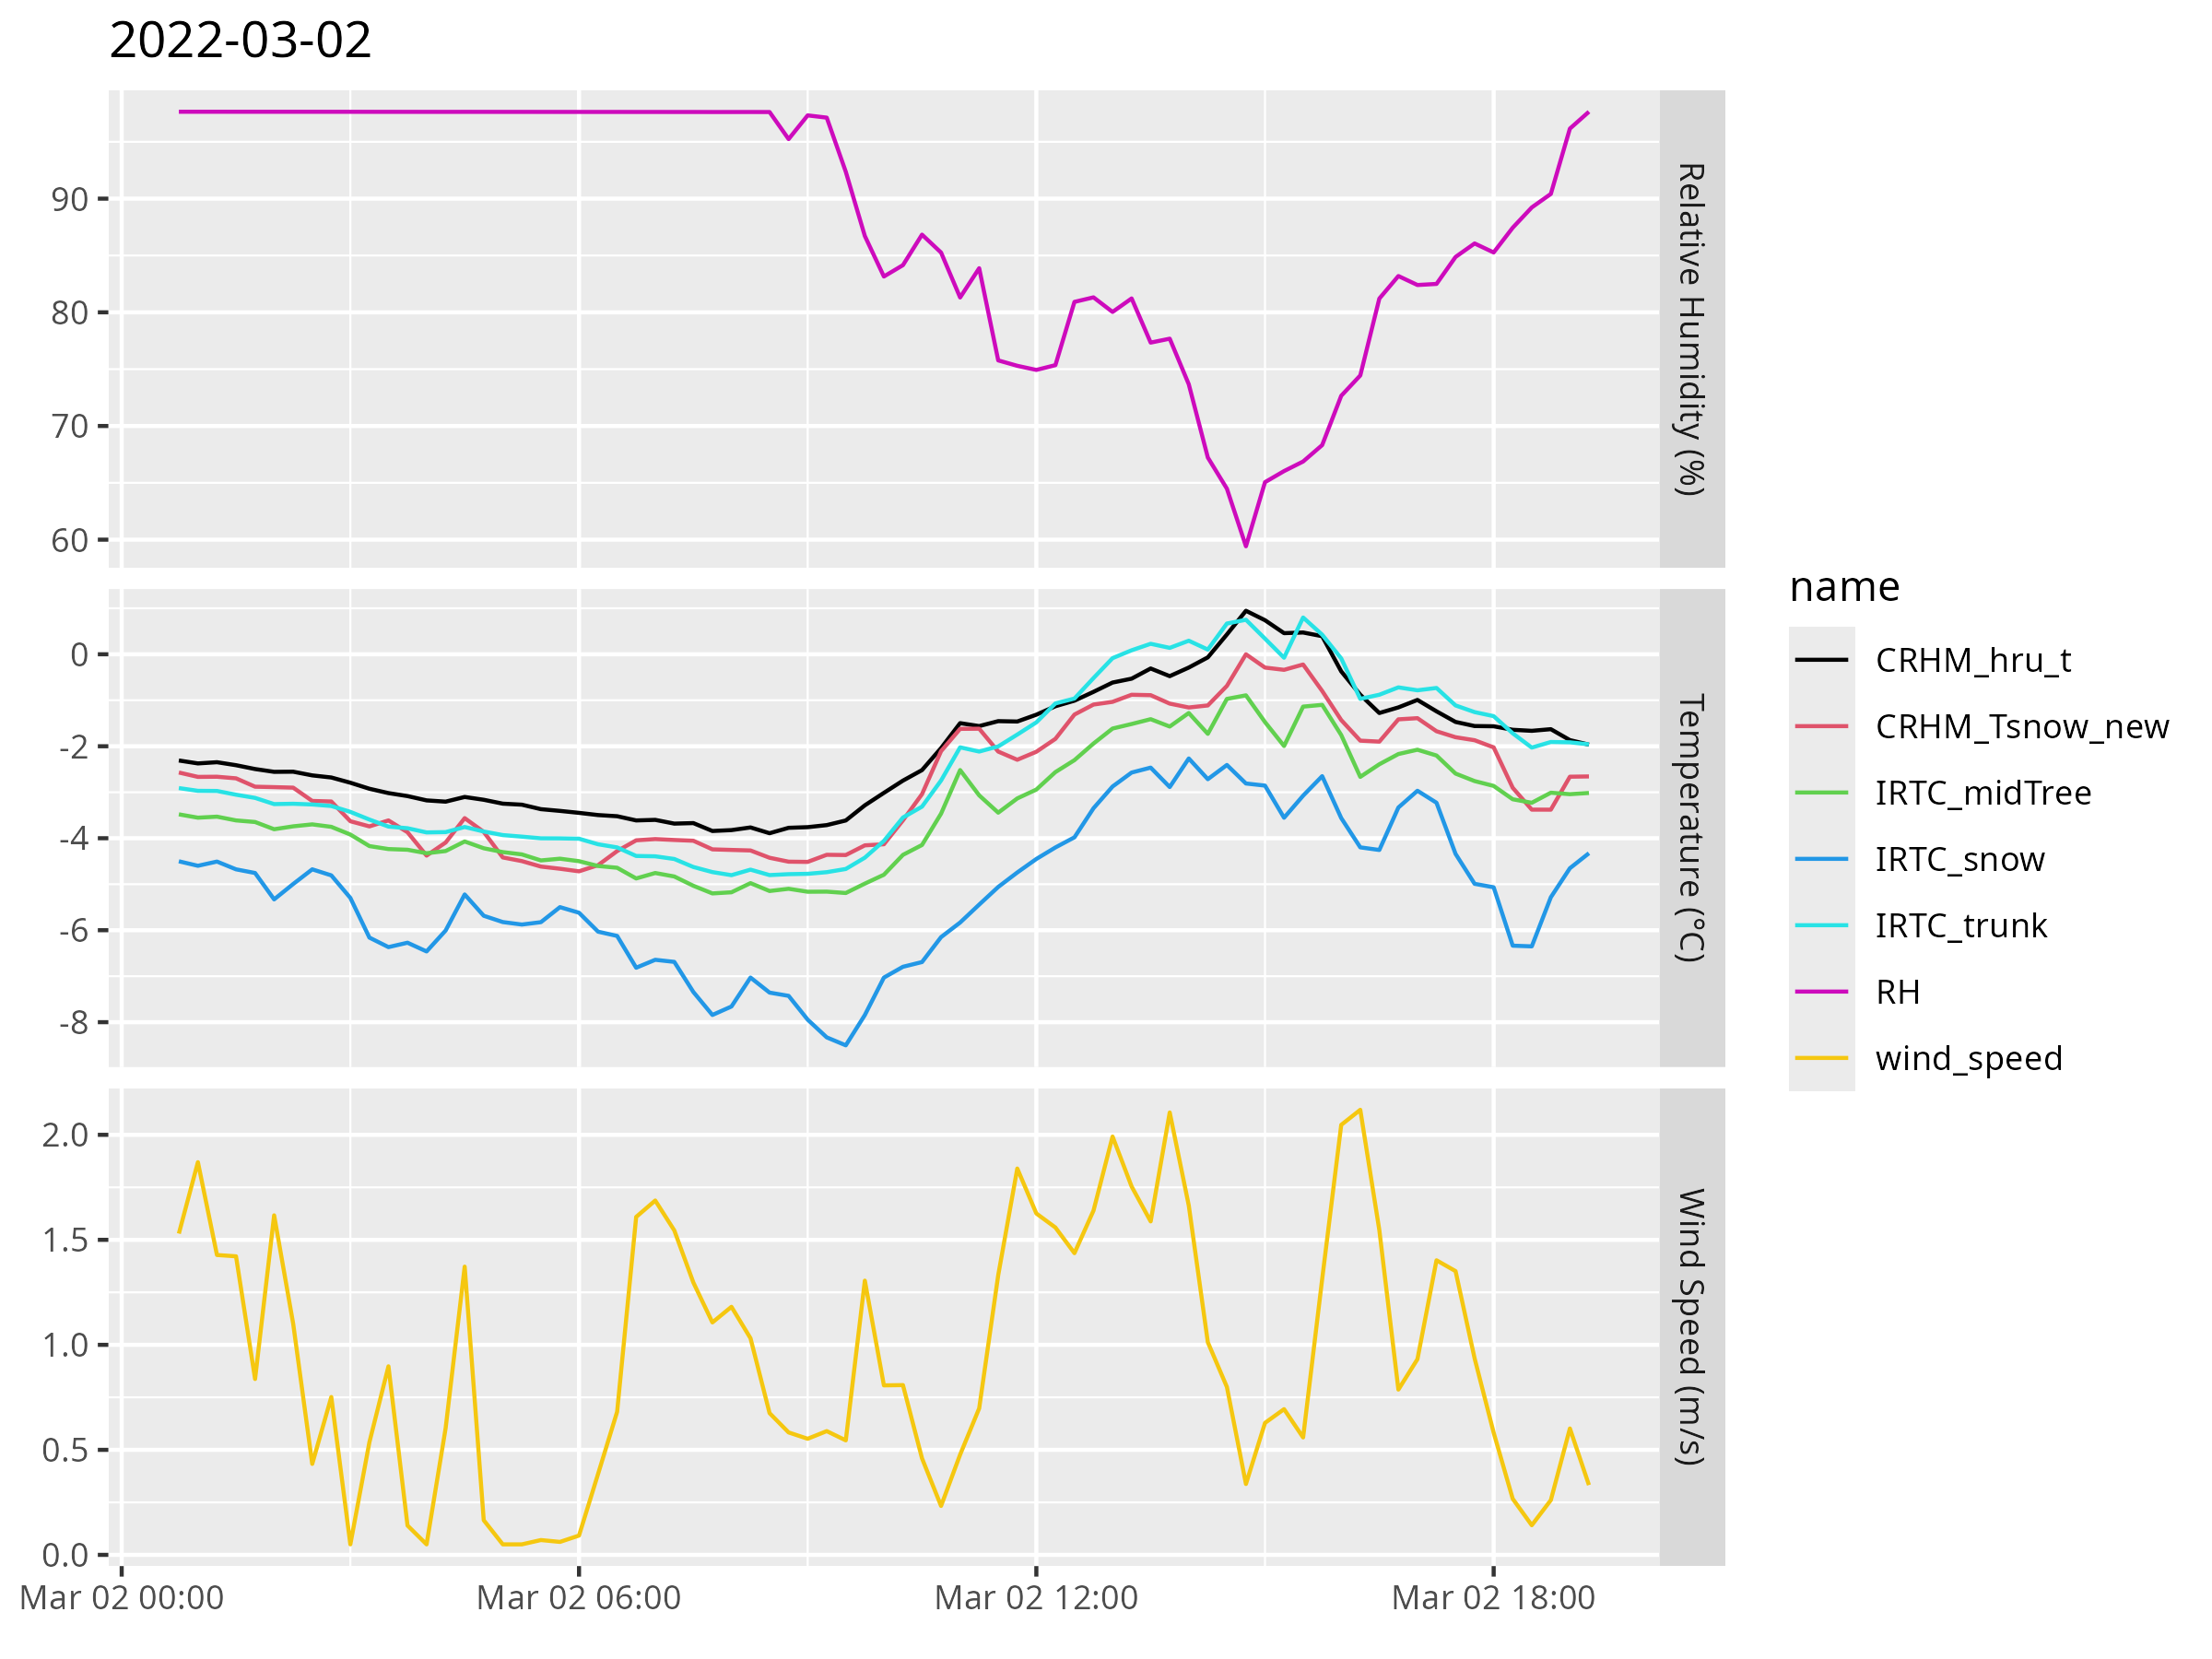 2022-03-02
90
80
70
60
Relative Humidity (%)
0
-2
-4
-6
-8
Temperature (°C)
2.0
1.5
1.0
0.5
0.0
Wind Speed (m/s)
Mar 02 00:00
Mar 02 06:00
Mar 02 12:00
Mar 02 18:00
name
CRHM_hru_t
CRHM_Tsnow_new
IRTC_midTree
IRTC_snow
IRTC_trunk
RH
wind_speed